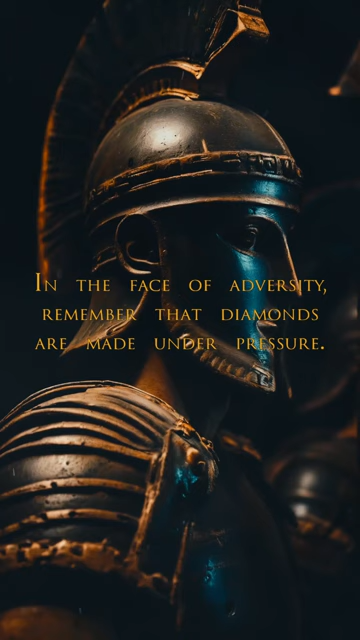 In the face of adversity,
remember that diamonds
are made under pressure.